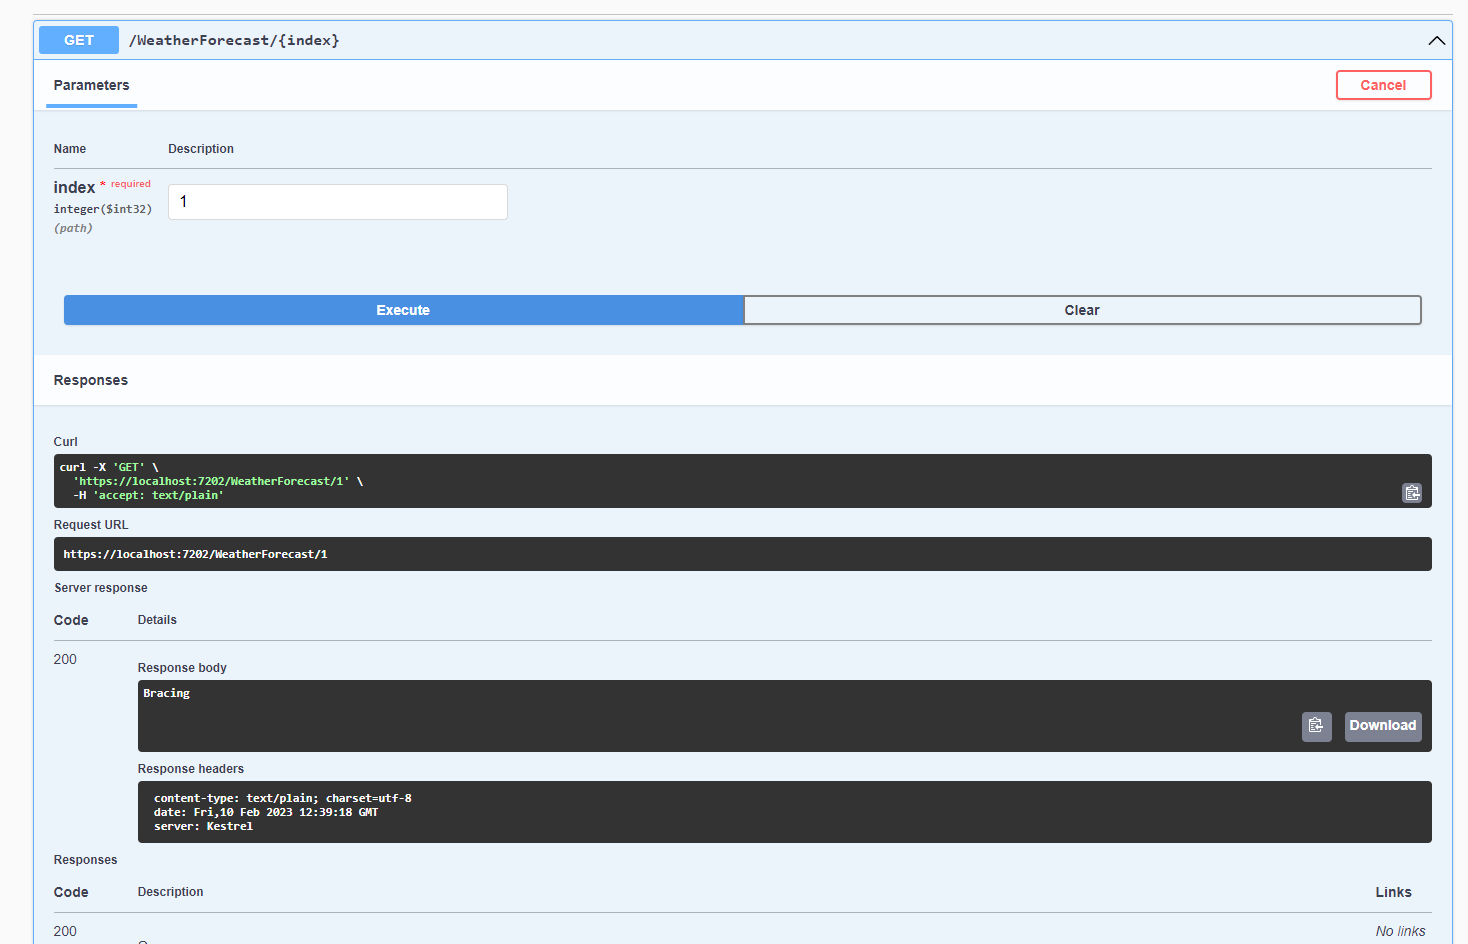 GET /WeatherForecast/{index}
Parameters Cancel
Name Description
index * required
integer($int32)
(path)
1
Execute Clear
Responses
Curl
curl -X 'GET' \
'https://localhost:7202/WeatherForecast/1' \
-H 'accept: text/plain'
Request URL
https://localhost:7202/WeatherForecast/1
Server response
Code Details
200
Response body
Bracing
Download
Response headers
content-type: text/plain; charset=utf-8
date: Fri,10 Feb 2023 12:39:18 GMT
server: Kestrel
Responses
Code Description Links
200 No links